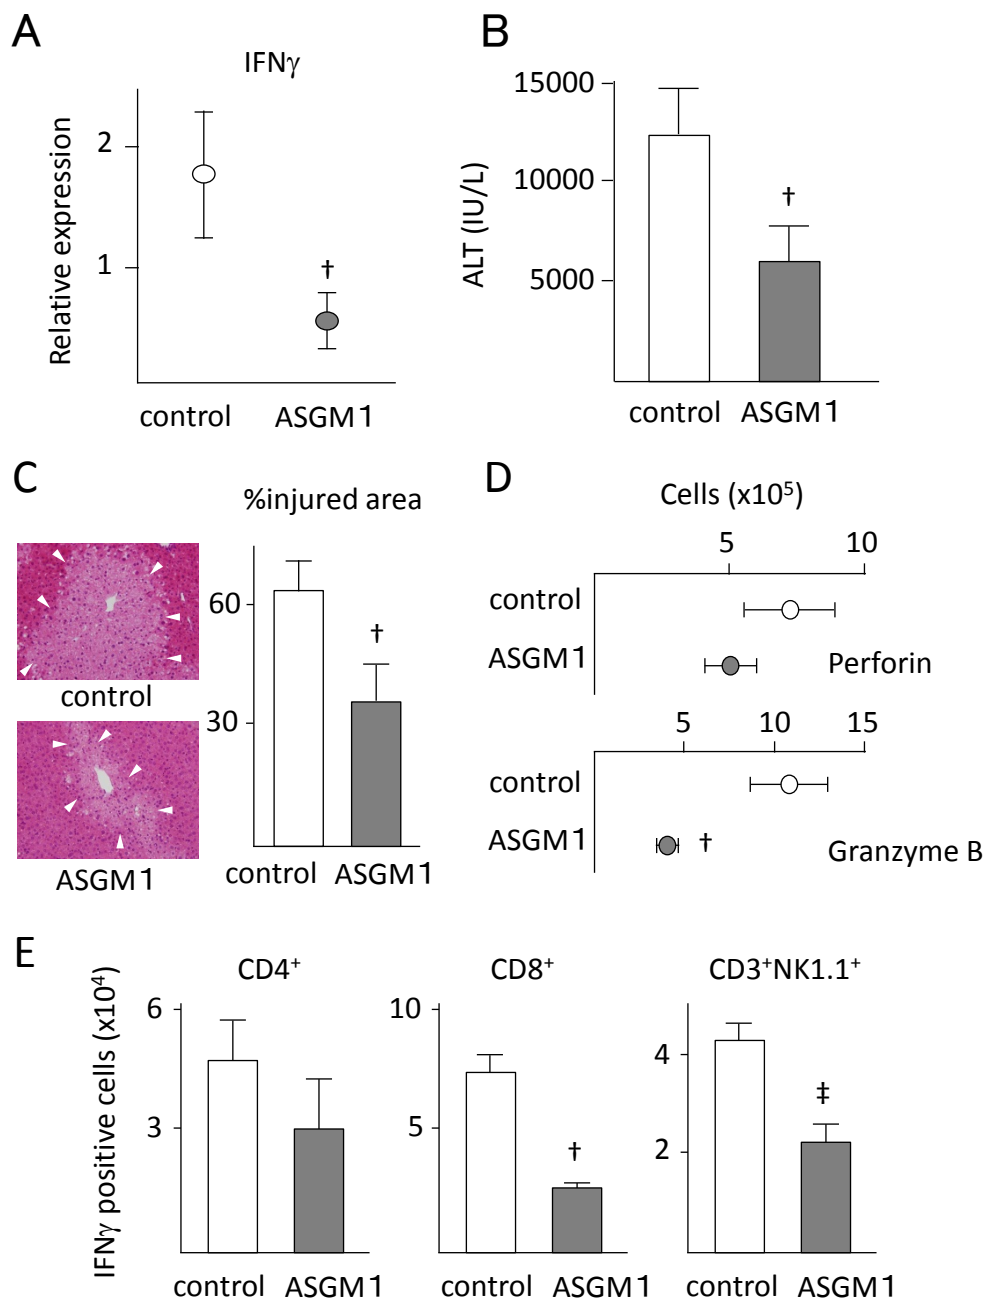 A
IFNγ
Relative expression
2
1
†
control
ASGM1
B
ALT (IU/L)
15000
10000
5000
†
control
ASGM1
C
%injured area
control
ASGM1
60
30
†
control
ASGM1
D
Cells (x10⁵)
5
10
control
ASGM1
Perforin
5
10
15
control
ASGM1
†
Granzyme B
E
IFNγ positive cells (x10⁴)
CD4⁺
6
3
control
ASGM1
CD8⁺
10
5
†
control
ASGM1
CD3⁺NK1.1⁺
4
2
‡
control
ASGM1